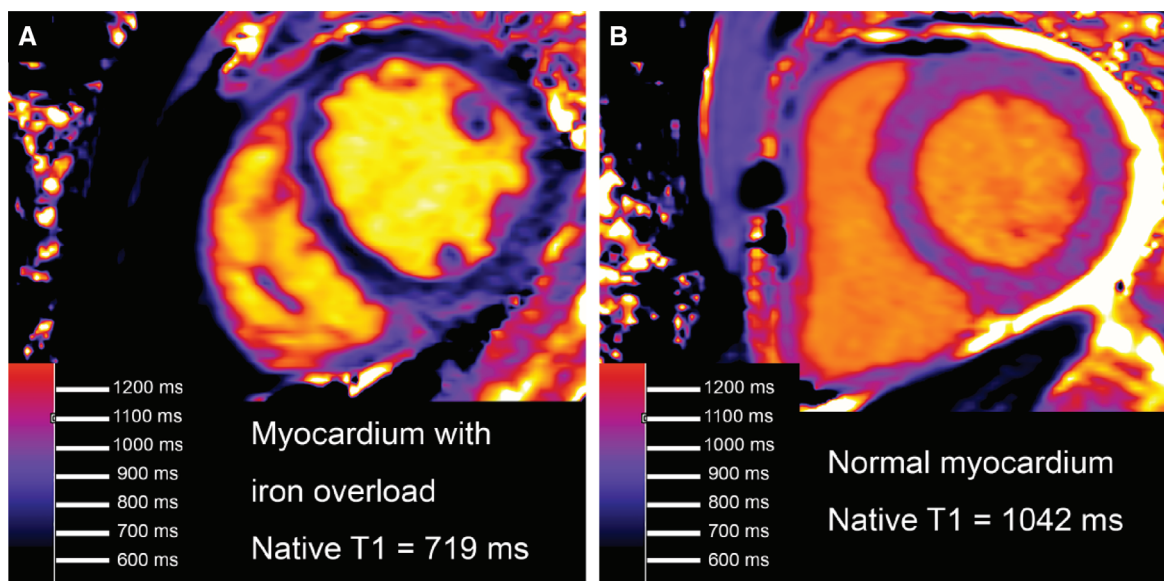 A
1200 ms
1100 ms
1000 ms
900 ms
800 ms
700 ms
600 ms
Myocardium with
iron overload
Native T1 = 719 ms
B
1200 ms
1100 ms
1000 ms
900 ms
800 ms
700 ms
600 ms
Normal myocardium
Native T1 = 1042 ms